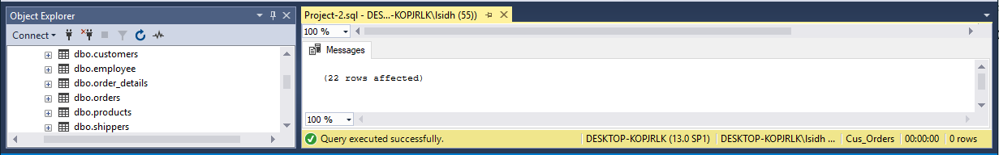 Object Explorer
Connect
dbo.customers
dbo.employee
dbo.order_details
dbo.orders
dbo.products
dbo.shippers
Project-2.sql - DES...-KOPJRLK\lsidh (55))
100 %
Messages
(22 rows affected)
100 %
Query executed successfully. DESKTOP-KOPJRLK (13.0 SP1) DESKTOP-KOPJRLK\lsidh ... Cus_Orders 00:00:00 0 rows